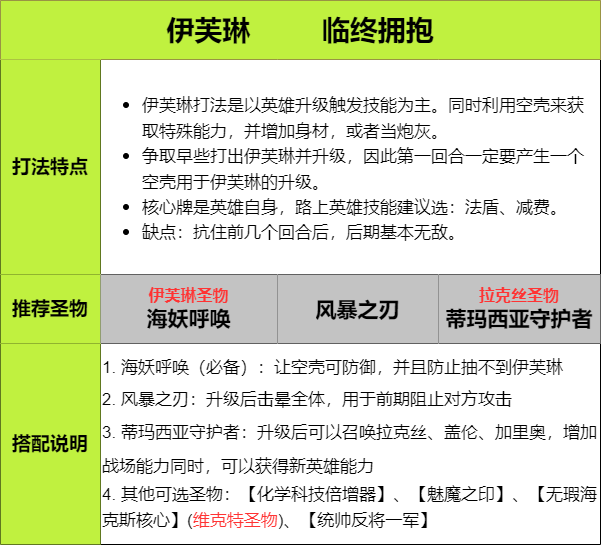 伊芙琳 临终拥抱
打法特点
伊芙琳打法是以英雄升级触发技能为主。同时利用空壳来获
取特殊能力，并增加身材，或者当炮灰。
争取早些打出伊芙琳并升级，因此第一回合一定要产生一个
空壳用于伊芙琳的升级。
核心牌是英雄自身，路上英雄技能建议选：法盾、减费。
缺点：抗住前几个回合后，后期基本无敌。
推荐圣物
伊芙琳圣物
海妖呼唤
风暴之刃
拉克丝圣物
蒂玛西亚守护者
搭配说明
1. 海妖呼唤（必备）：让空壳可防御，并且防止抽不到伊芙琳
2. 风暴之刃：升级后击晕全体，用于前期阻止对方攻击
3. 蒂玛西亚守护者：升级后可以召唤拉克丝、盖伦、加里奥，增加
战场能力同时，可以获得新英雄能力
4. 其他可选圣物：【化学科技倍增器】、【魅魔之印】、【无瑕海
克斯核心】(维克特圣物)、【统帅反将一军】